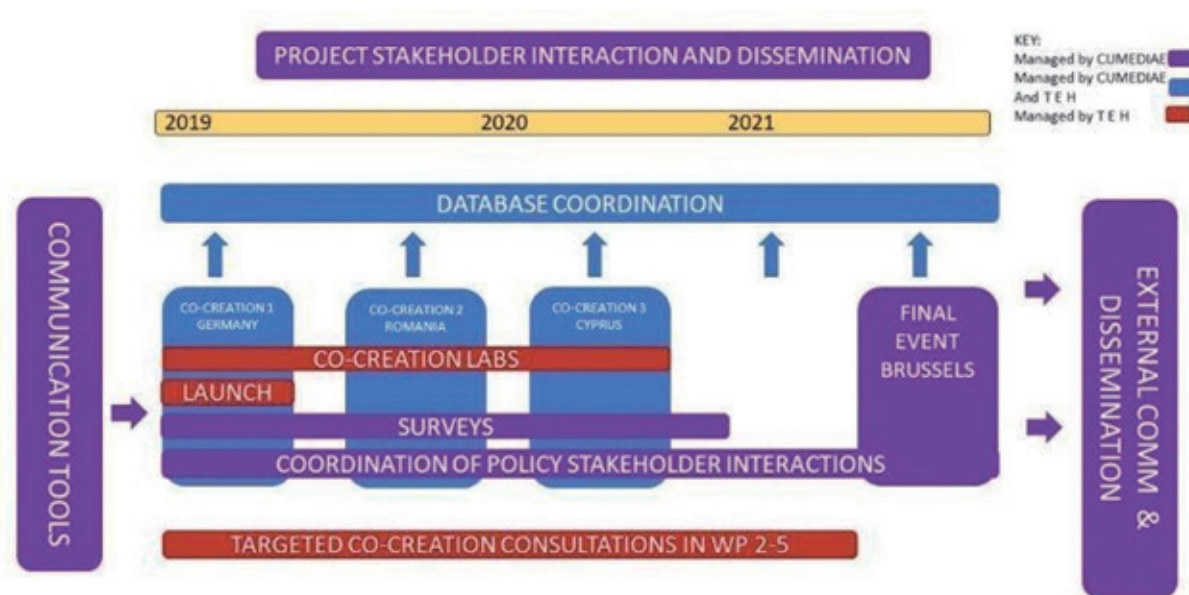 PROJECT STAKEHOLDER INTERACTION AND DISSEMINATION
KEY:
Managed by CUMEDIAE
Managed by CUMEDIAE
And T E H
Managed by T E H
2019 2020 2021
DATABASE COORDINATION
COMMUNICATION TOOLS
CO-CREATION 1
GERMANY
CO-CREATION 2
ROMANIA
CO-CREATION 3
CYPRUS
FINAL
EVENT
BRUSSELS
CO-CREATION LABS
LAUNCH
SURVEYS
COORDINATION OF POLICY STAKEHOLDER INTERACTIONS
TARGETED CO-CREATION CONSULTATIONS IN WP 2-5
EXTERNAL COMM &
DISSEMINATION